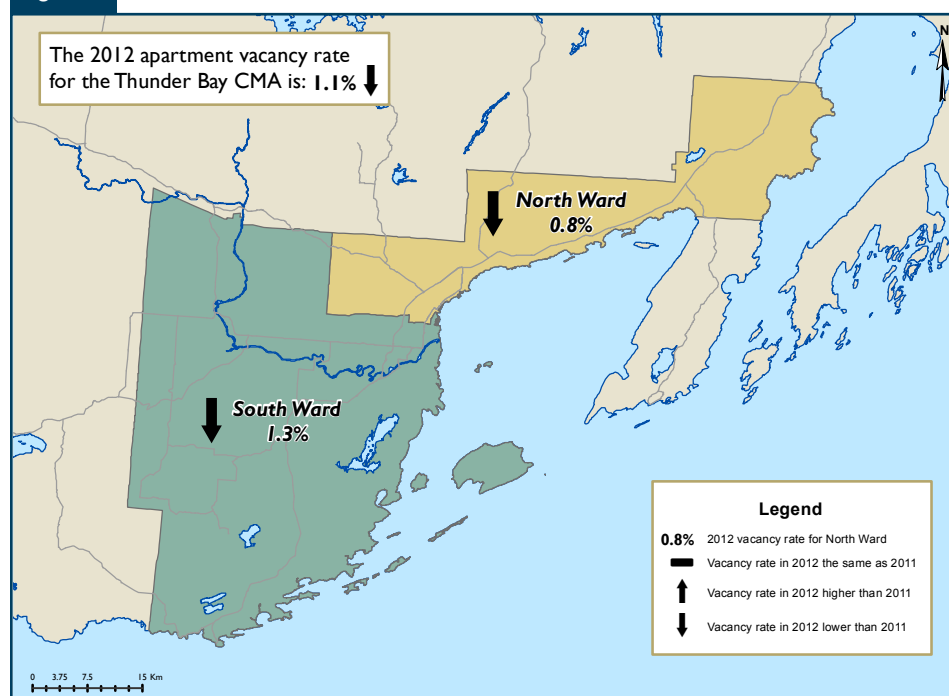 The 2012 apartment vacancy rate
for the Thunder Bay CMA is: 1.1%
N
North Ward
0.8%
South Ward
1.3%
Legend
0.8% 2012 vacancy rate for North Ward
Vacancy rate in 2012 the same as 2011
Vacancy rate in 2012 higher than 2011
Vacancy rate in 2012 lower than 2011
0 3.75 7.5 15 Km